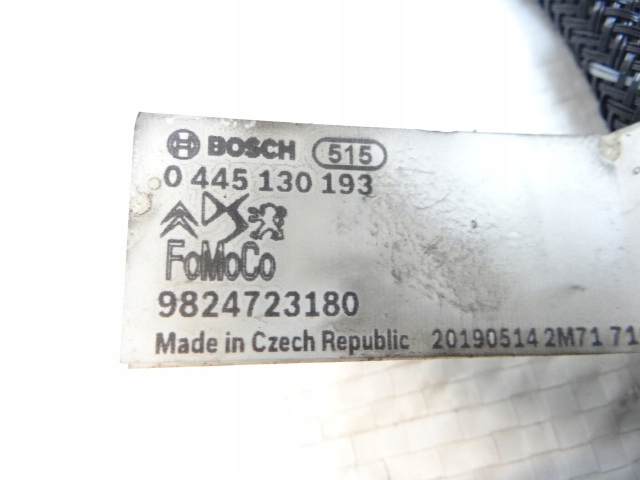 BOSCH 515
0 445 130 193
FoMoCo
9824723180
Made in Czech Republic 20190514 2M71 71